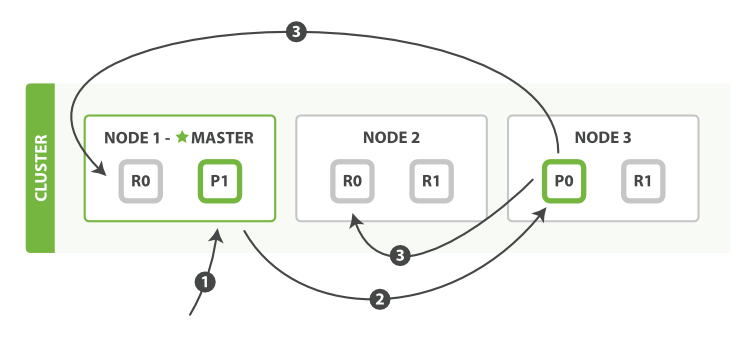 3
CLUSTER
NODE 1 - ★ MASTER
R0 P1
NODE 2
R0 R1
NODE 3
P0 R1
1
3
2